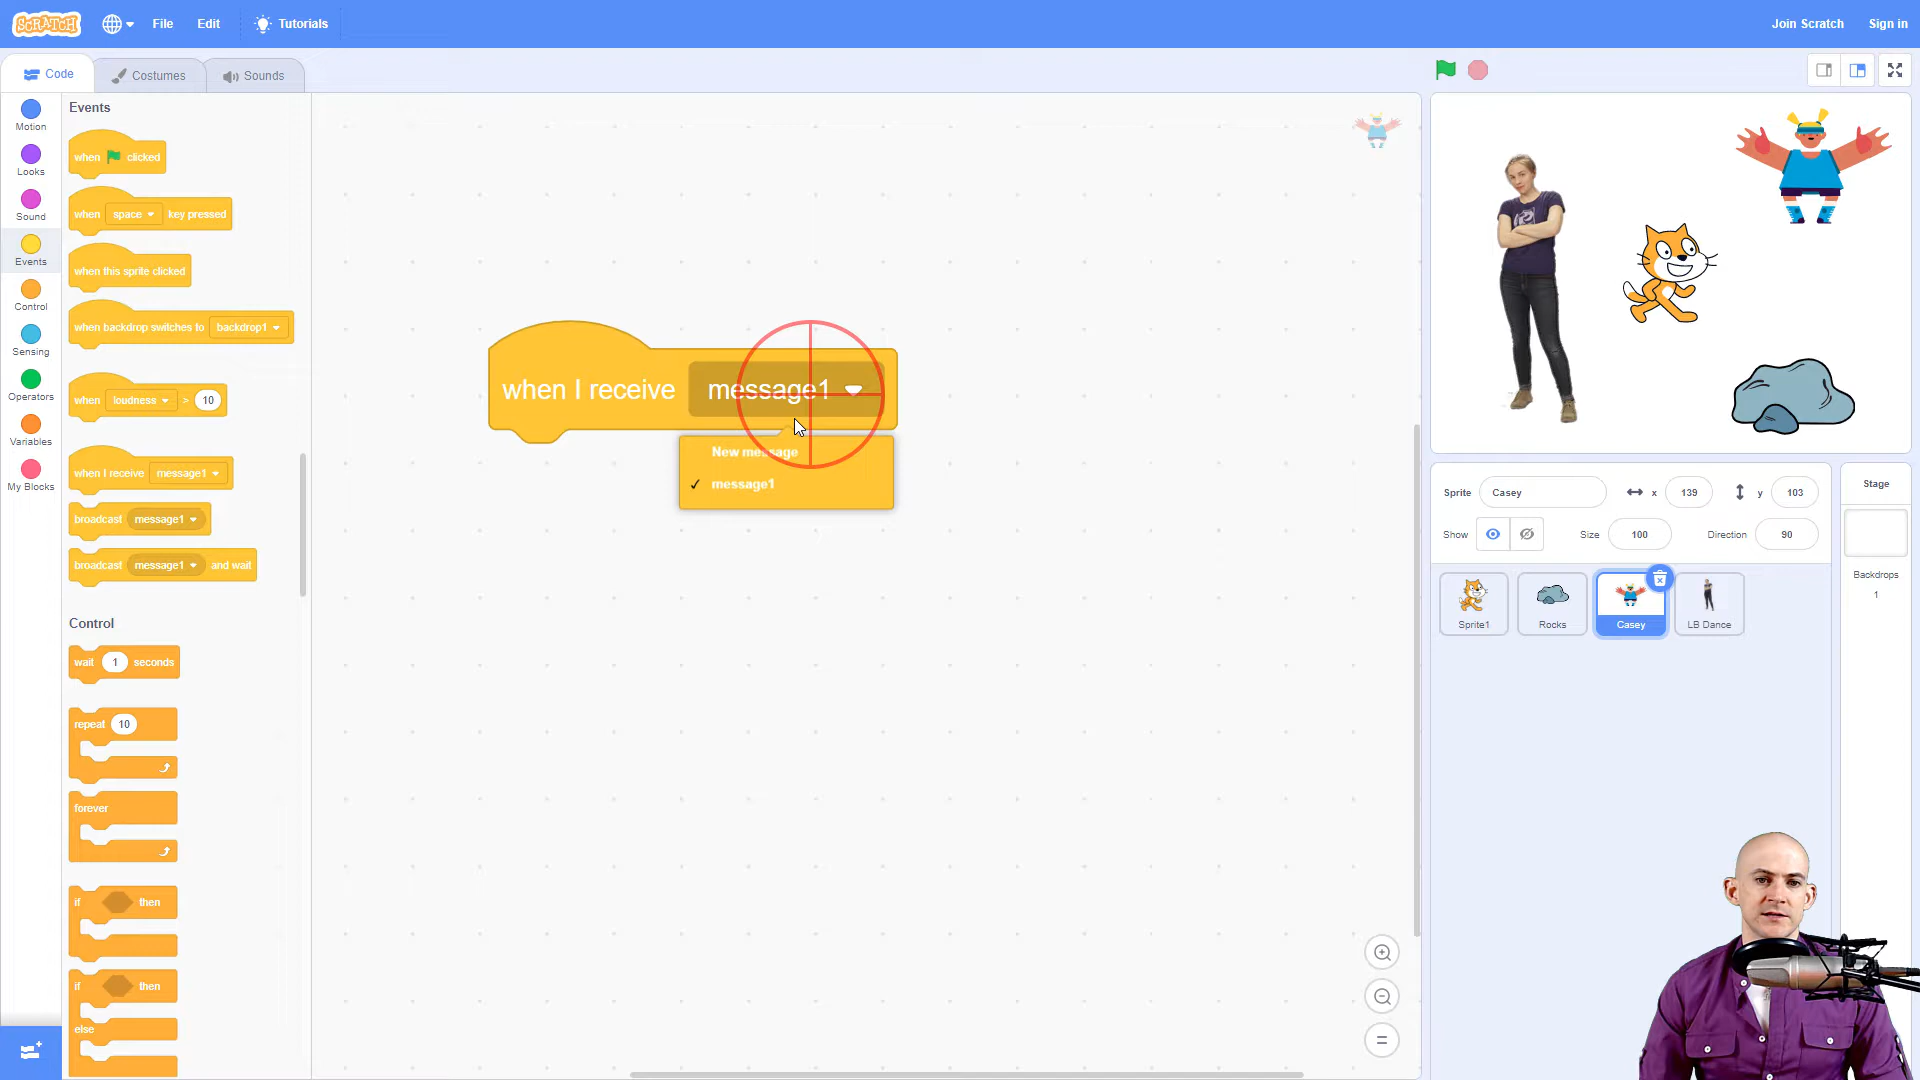 SCRATCH
File
Edit
Tutorials
Join Scratch
Sign in
Code
Costumes
Sounds
Motion
Looks
Sound
Events
Control
Sensing
Operators
Variables
My Blocks
Events
when clicked
when space key pressed
when this sprite clicked
when backdrop switches to backdrop1
when loudness > 10
when I receive message1
broadcast message1
broadcast message1 and wait
Control
wait 1 seconds
repeat 10
forever
if then
if then
else
when I receive message1
New message
✓ message1
Sprite Casey x 139 y 103
Show Size 100 Direction 90
Sprite1
Rocks
Casey
LB Dance
Stage
Backdrops
1